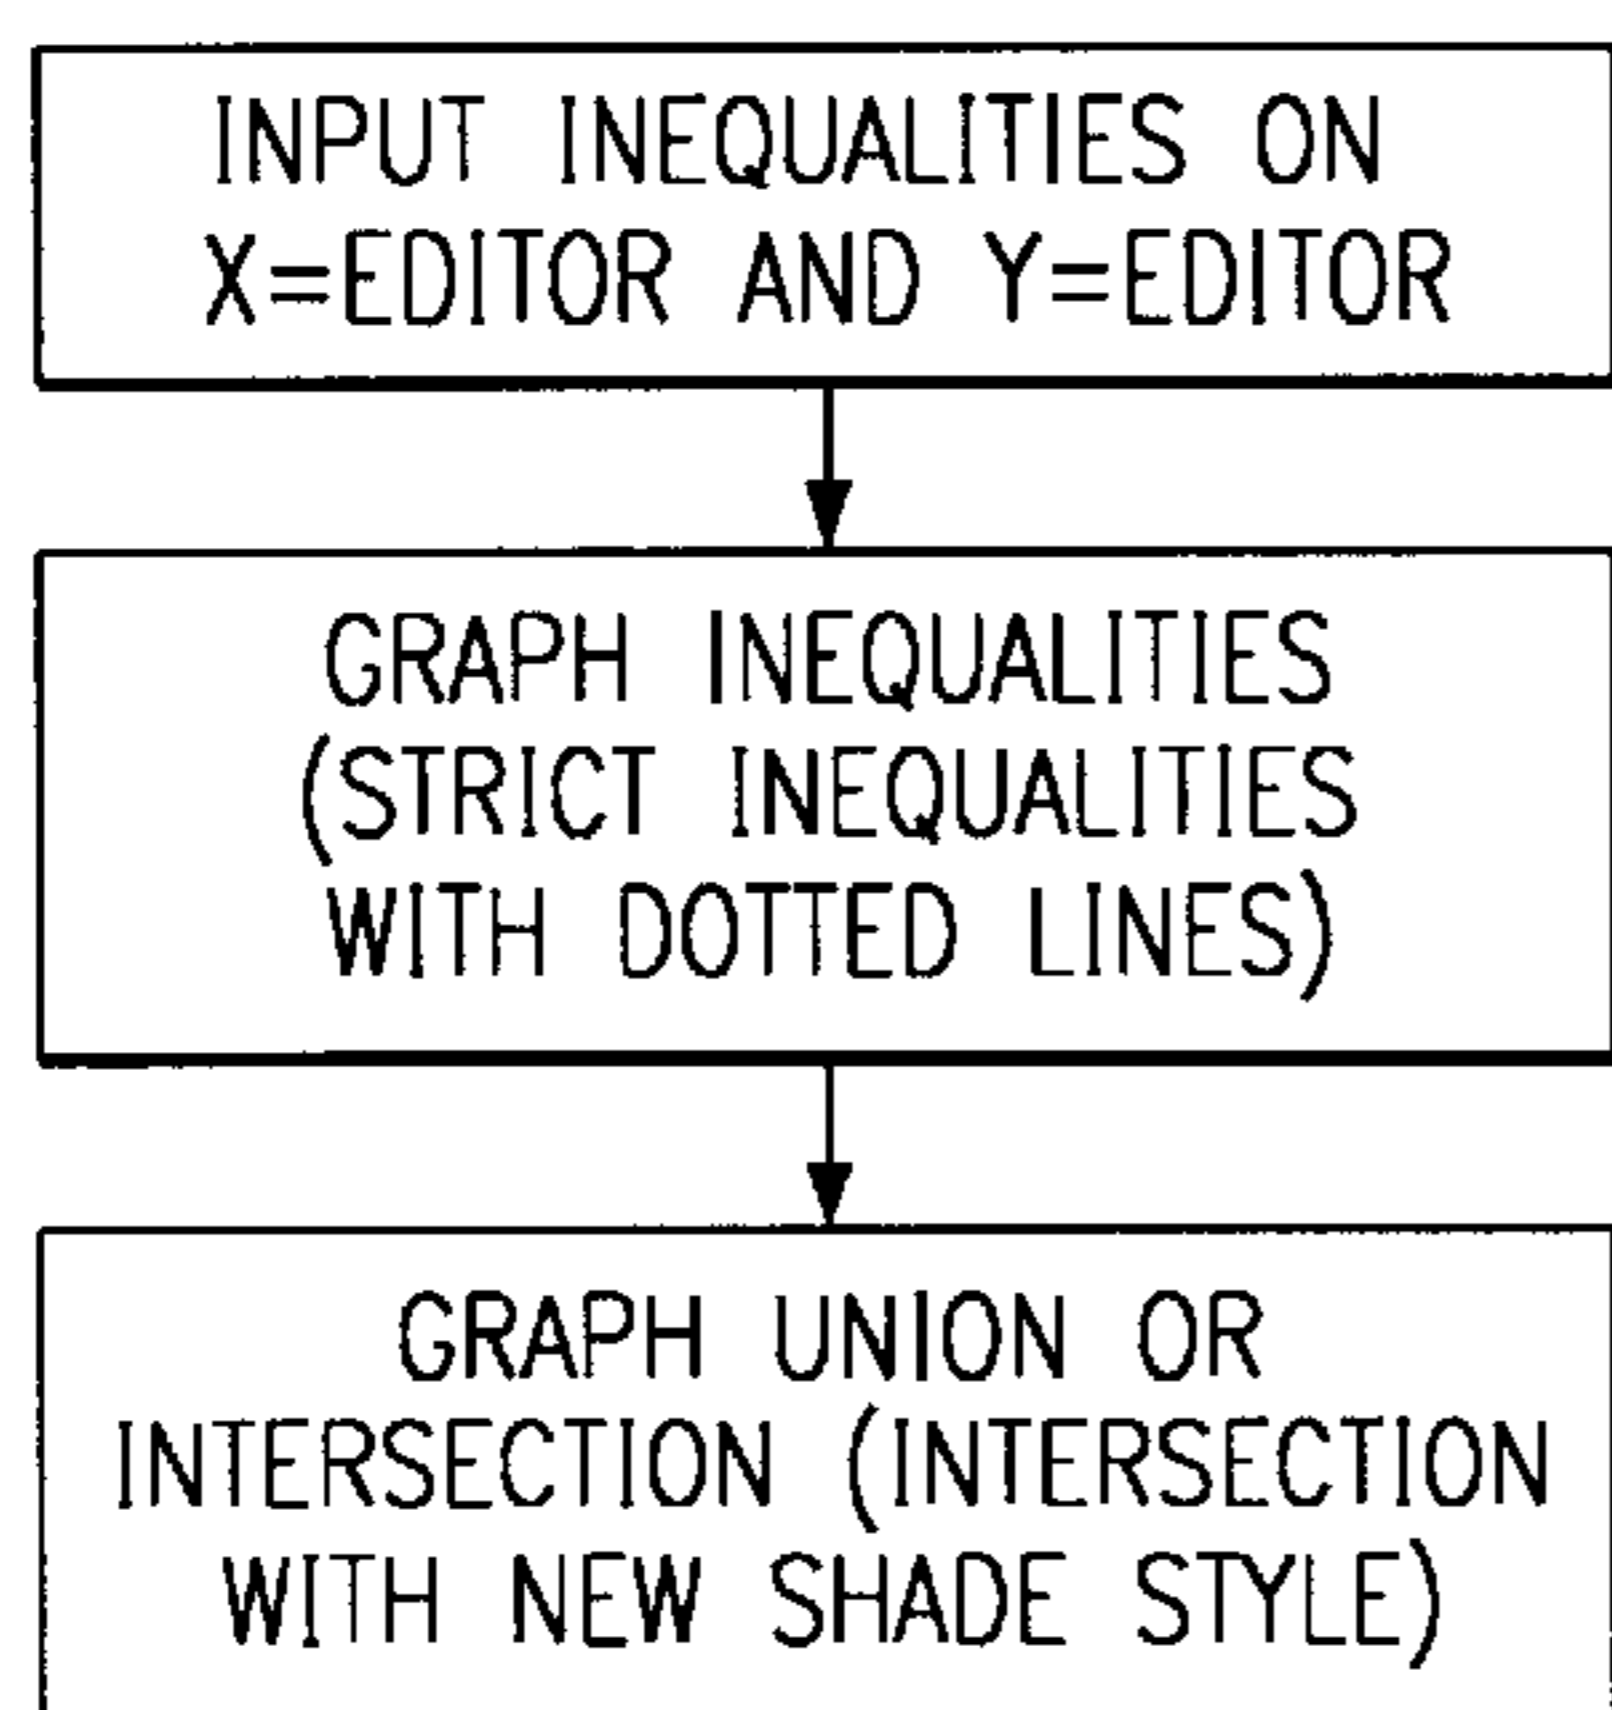 INPUT INEQUALITIES ON
X=EDITOR AND Y=EDITOR
GRAPH INEQUALITIES
(STRICT INEQUALITIES
WITH DOTTED LINES)
GRAPH UNION OR
INTERSECTION (INTERSECTION
WITH NEW SHADE STYLE)